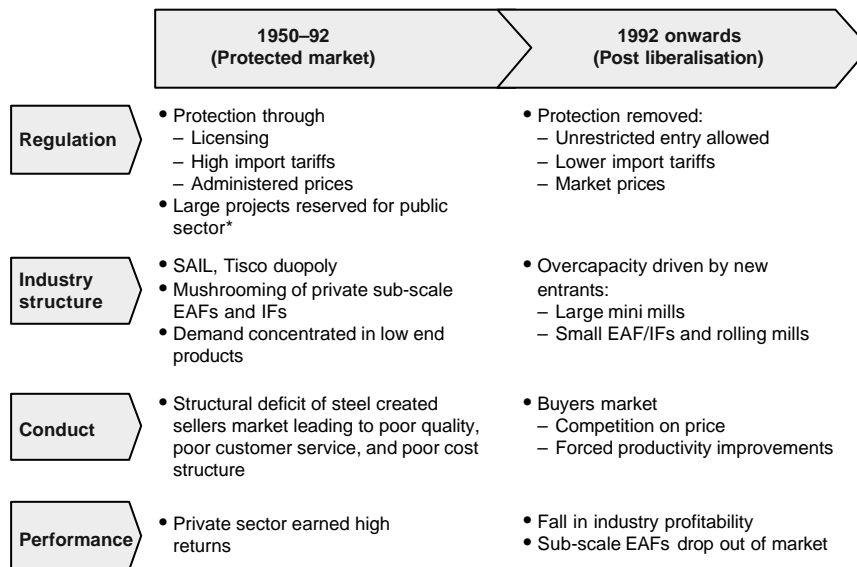 1950–92
(Protected market)
1992 onwards
(Post liberalisation)
Regulation
• Protection through
– Licensing
– High import tariffs
– Administered prices
• Large projects reserved for public
sector*
• Protection removed:
– Unrestricted entry allowed
– Lower import tariffs
– Market prices
Industry
structure
• SAIL, Tisco duopoly
• Mushrooming of private sub-scale
EAFs and IFs
• Demand concentrated in low end
products
• Overcapacity driven by new
entrants:
– Large mini mills
– Small EAF/IFs and rolling mills
Conduct
• Structural deficit of steel created
sellers market leading to poor quality,
poor customer service, and poor cost
structure
• Buyers market
– Competition on price
– Forced productivity improvements
Performance
• Private sector earned high
returns
• Fall in industry profitability
• Sub-scale EAFs drop out of market